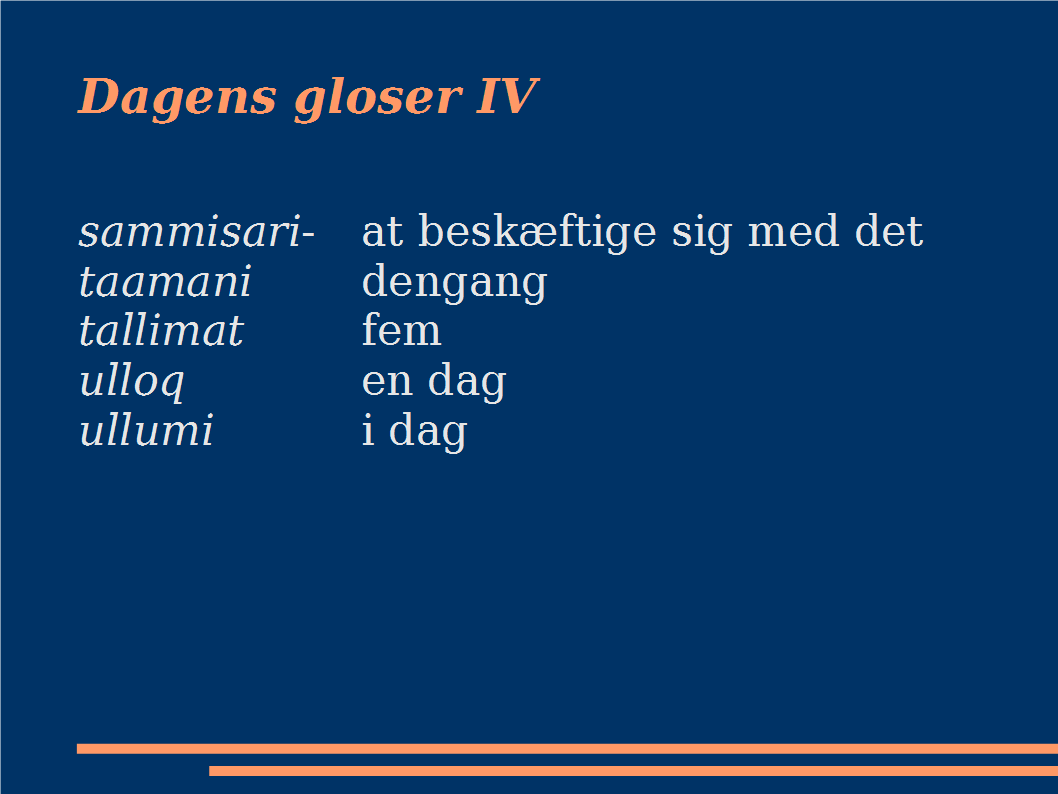 Dagens gloser IV
sammisari- at beskæftige sig med det
taamani dengang
tallimat fem
ulloq en dag
ullumi i dag